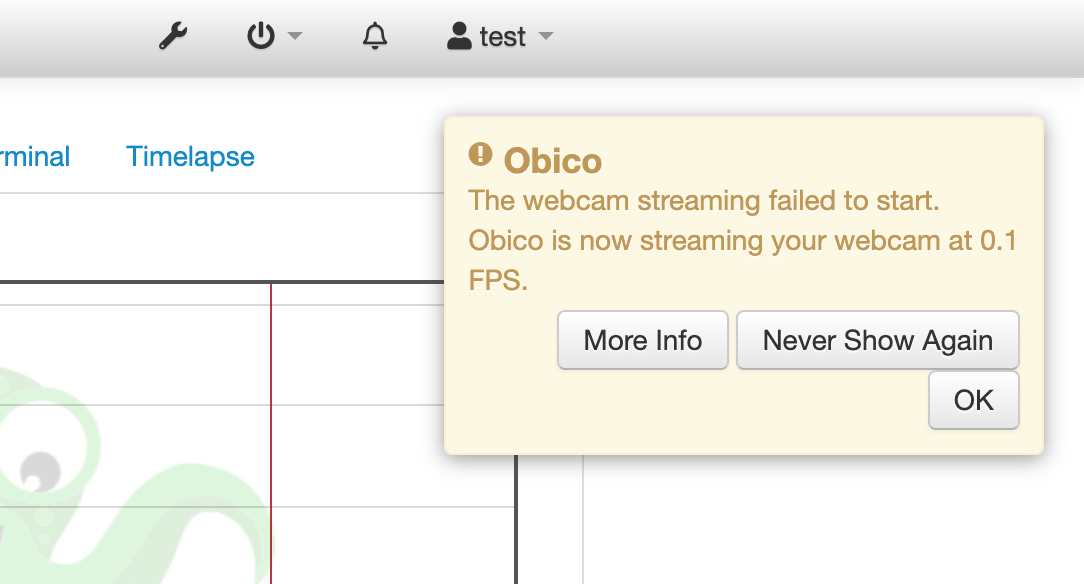 test
rminal
Timelapse
Obico
The webcam streaming failed to start.
Obico is now streaming your webcam at 0.1
FPS.
More Info
Never Show Again
OK